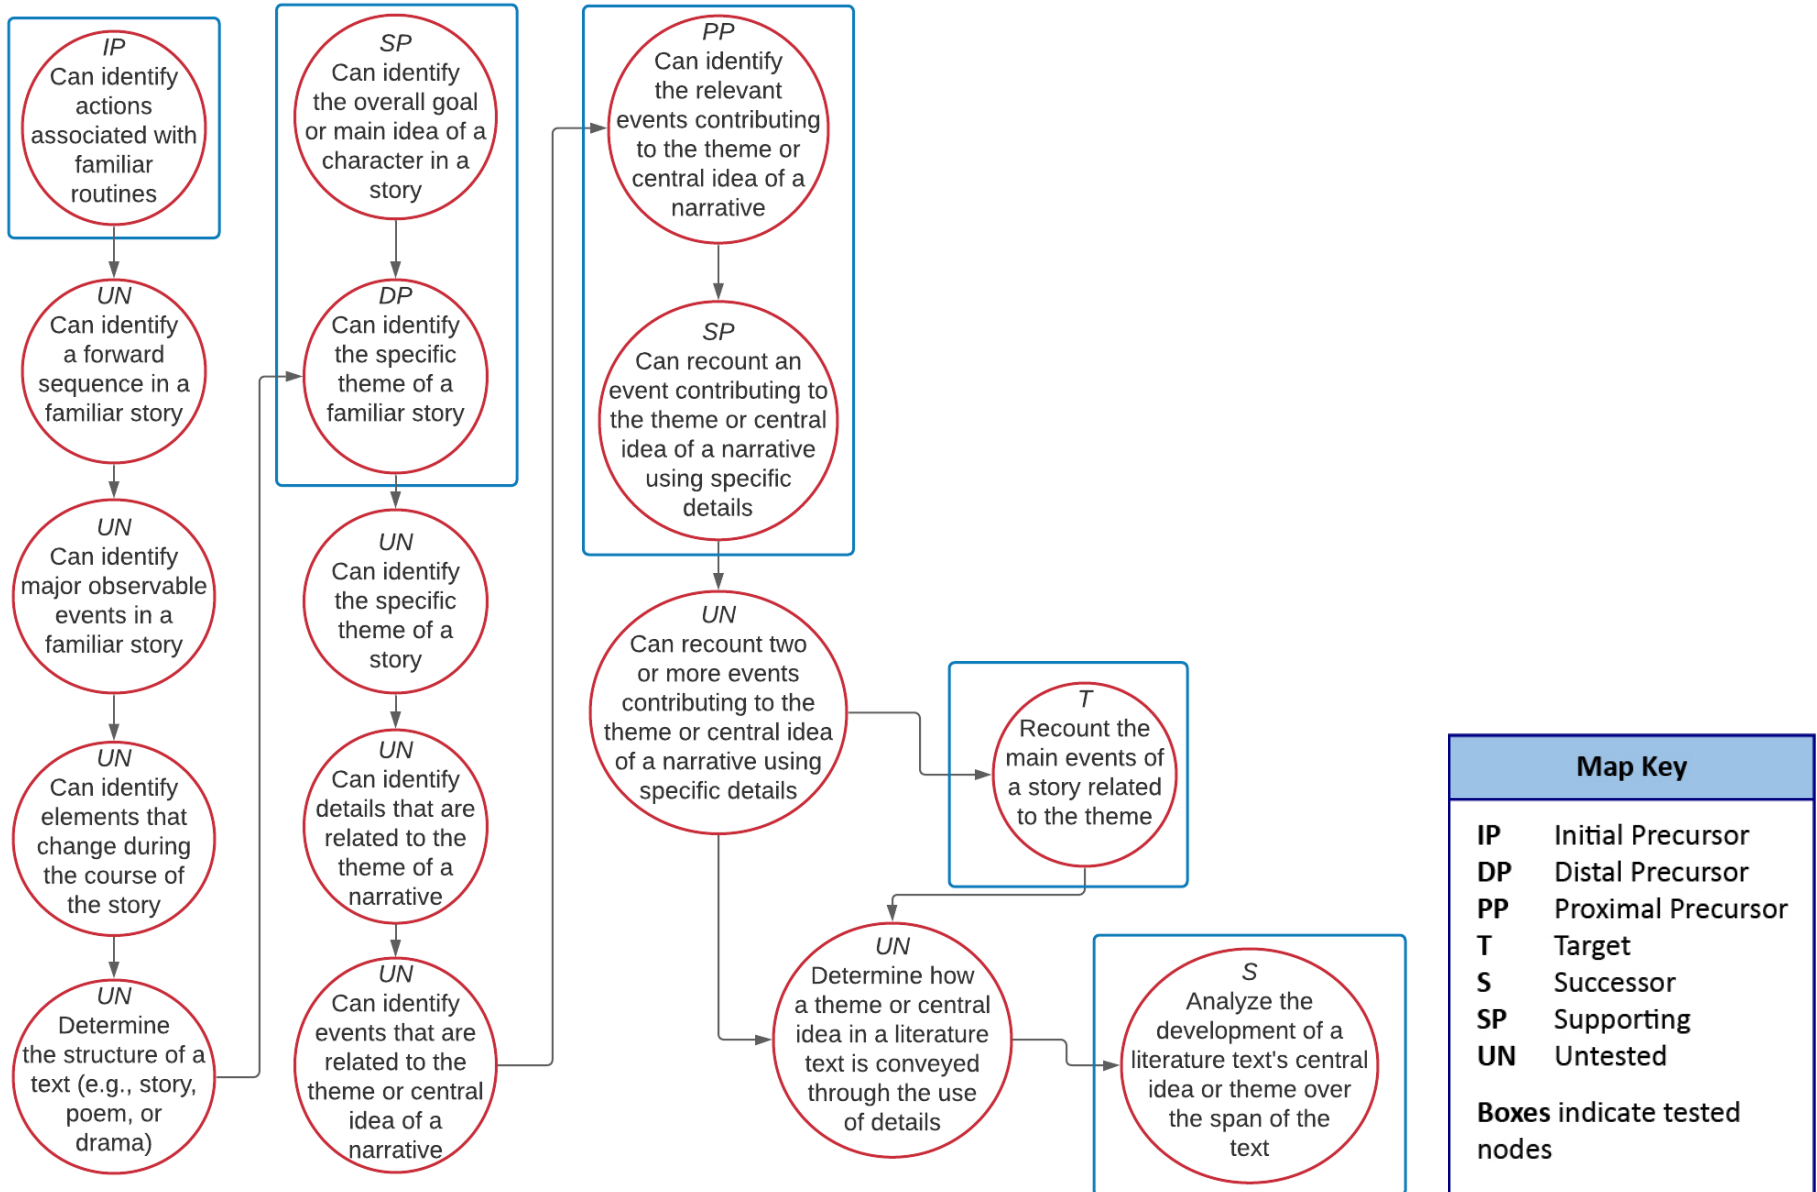 IP
Can identify
actions
associated with
familiar
routines
UN
Can identify
a forward
sequence in a
familiar story
UN
Can identify
major observable
events in a
familiar story
UN
Can identify
elements that
change during
the course of
the story
UN
Determine
the structure of a
text (e.g., story,
poem, or
drama)
SP
Can identify
the overall goal
or main idea of a
character in a
story
DP
Can identify
the specific
theme of a
familiar story
UN
Can identify
the specific
theme of a
story
UN
Can identify
details that are
related to the
theme of a
narrative
UN
Can identify
events that are
related to the
theme or central
idea of a
narrative
PP
Can identify
the relevant
events contributing
to the theme or
central idea of a
narrative
SP
Can recount an
event contributing to
the theme or central
idea of a narrative
using specific
details
UN
Can recount two
or more events
contributing to the
theme or central idea
of a narrative using
specific details
T
Recount the
main events of
a story related
to the theme
UN
Determine how
a theme or central
idea in a literature
text is conveyed
through the use
of details
S
Analyze the
development of a
literature text's central
idea or theme over
the span of the
text
Map Key
IP Initial Precursor
DP Distal Precursor
PP Proximal Precursor
T Target
S Successor
SP Supporting
UN Untested
Boxes indicate tested
nodes